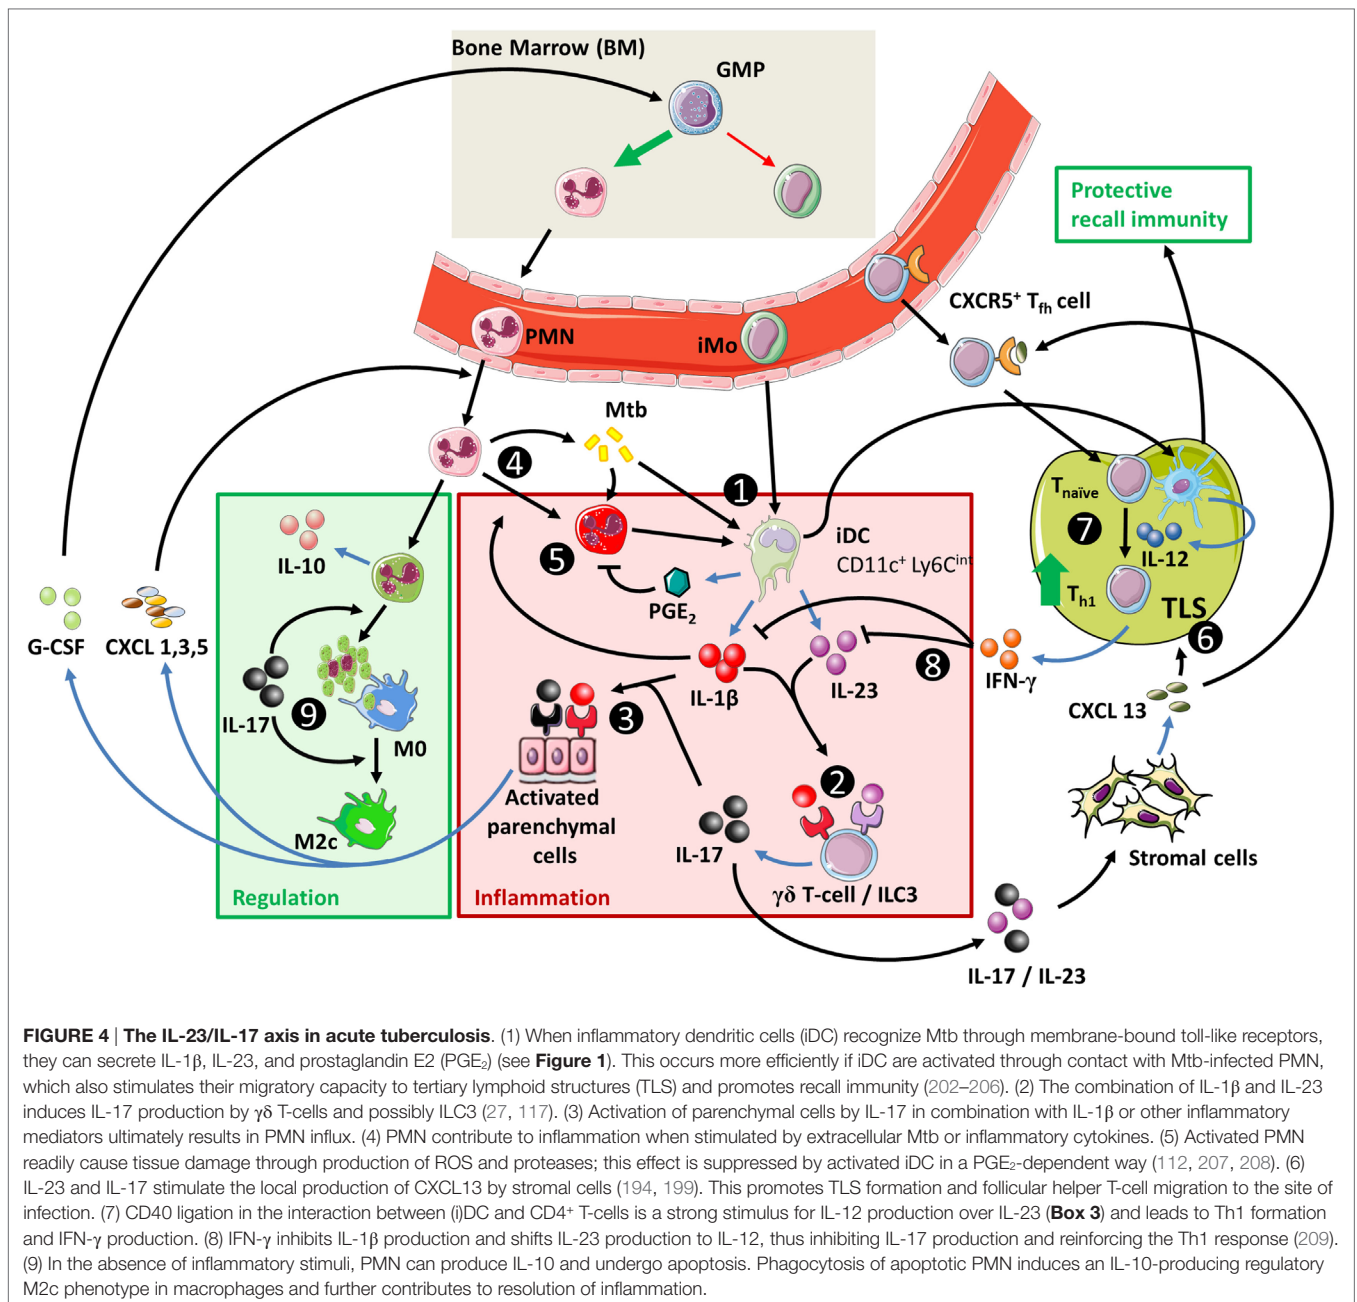 Bone Marrow (BM)
GMP
Protective
recall immunity
CXCR5+ Tfh cell
PMN
iMo
Mtb
4
1
Tnaïve
7
IL-12
Th1
TLS
6
iDC
CD11c+ Ly6Cint
5
PGE2
IL-10
G-CSF
CXCL 1,3,5
IL-17
9
M0
M2c
Regulation
IL-1β
IL-23
8
IFN-γ
CXCL 13
3
2
Activated
parenchymal
cells
IL-17
γδ T-cell / ILC3
Inflammation
Stromal cells
IL-17 / IL-23
FIGURE 4 | The IL-23/IL-17 axis in acute tuberculosis. (1) When inflammatory dendritic cells (iDC) recognize Mtb through membrane-bound toll-like receptors,
they can secrete IL-1β, IL-23, and prostaglandin E2 (PGE2) (see Figure 1). This occurs more efficiently if iDC are activated through contact with Mtb-infected PMN,
which also stimulates their migratory capacity to tertiary lymphoid structures (TLS) and promotes recall immunity (202–206). (2) The combination of IL-1β and IL-23
induces IL-17 production by γδ T-cells and possibly ILC3 (27, 117). (3) Activation of parenchymal cells by IL-17 in combination with IL-1β or other inflammatory
mediators ultimately results in PMN influx. (4) PMN contribute to inflammation when stimulated by extracellular Mtb or inflammatory cytokines. (5) Activated PMN
readily cause tissue damage through production of ROS and proteases; this effect is suppressed by activated iDC in a PGE2-dependent way (112, 207, 208). (6)
IL-23 and IL-17 stimulate the local production of CXCL13 by stromal cells (194, 199). This promotes TLS formation and follicular helper T-cell migration to the site of
infection. (7) CD40 ligation in the interaction between (i)DC and CD4+ T-cells is a strong stimulus for IL-12 production over IL-23 (Box 3) and leads to Th1 formation
and IFN-γ production. (8) IFN-γ inhibits IL-1β production and shifts IL-23 production to IL-12, thus inhibiting IL-17 production and reinforcing the Th1 response (209).
(9) In the absence of inflammatory stimuli, PMN can produce IL-10 and undergo apoptosis. Phagocytosis of apoptotic PMN induces an IL-10-producing regulatory
M2c phenotype in macrophages and further contributes to resolution of inflammation.